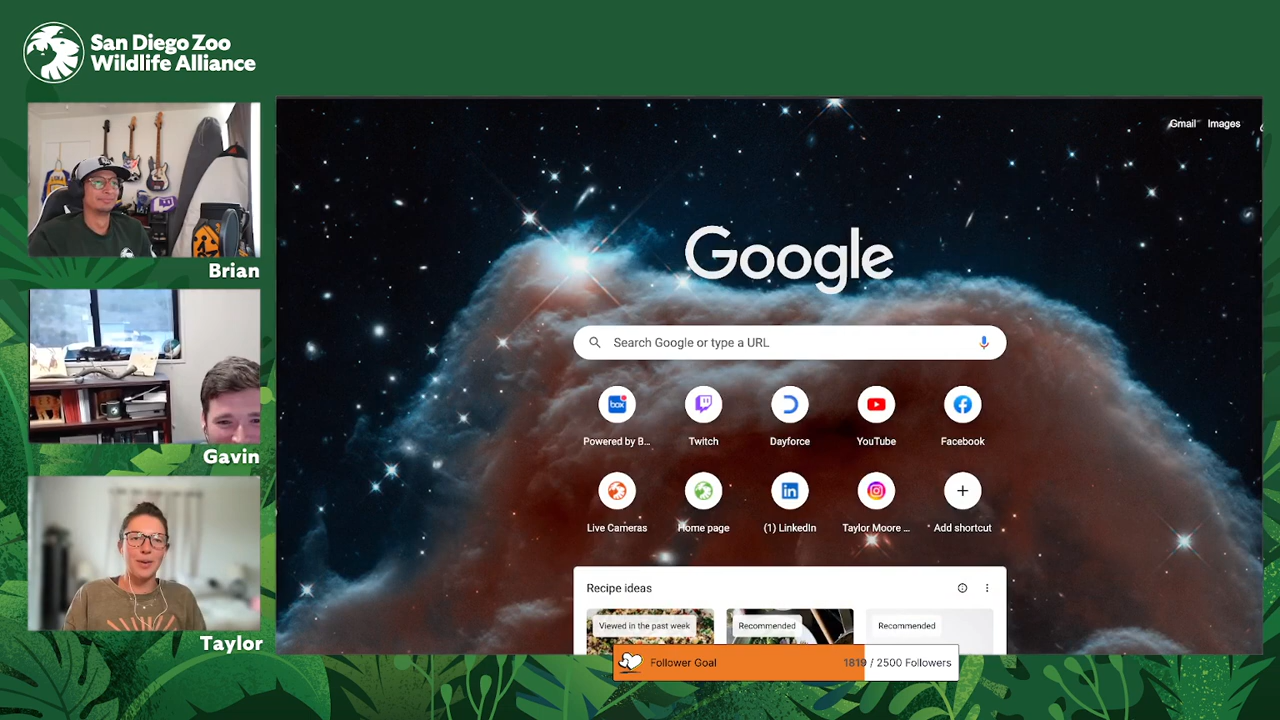 San Diego Zoo
Wildlife Alliance
Brian
Gavin
Taylor
Gmail Images
Google
Search Google or type a URL
box
Powered by B...
Twitch
Dayforce
YouTube
Facebook
Live Cameras
Home page
in
(1) LinkedIn
Taylor Moore ...
Add shortcut
Recipe ideas
Viewed in the past week
Recommended
Recommended
Follower Goal
1819 / 2500 Followers